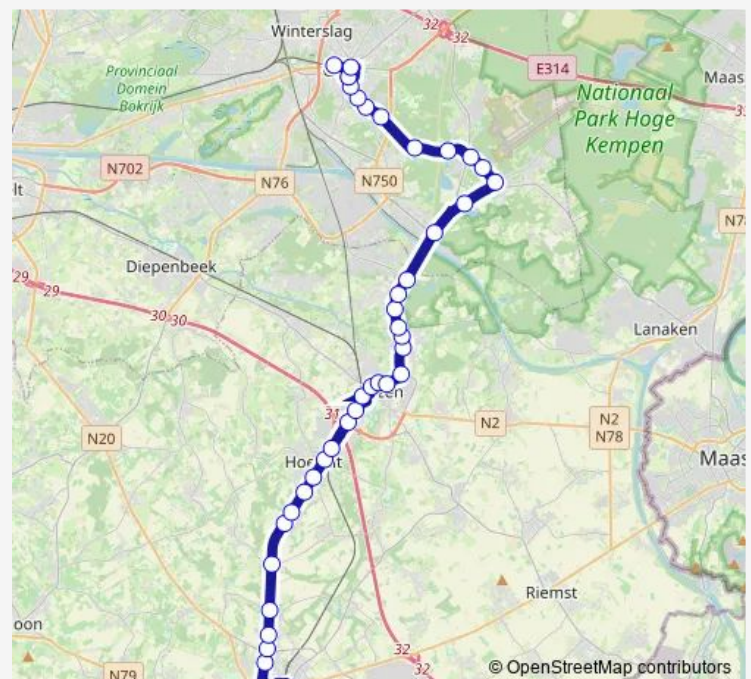 Winterslag
32
32
Provinciaal
Domein
Bokrijk
E314
Maas
Nationaal
Park Hoge
Kempen
N702
N76
N750
lt
Diepenbeek
29
29
30
30
Lanaken
31
N2
N2
N78
N20
Maas
Riemst
oon
32
32
N79
© OpenStreetMap contributors